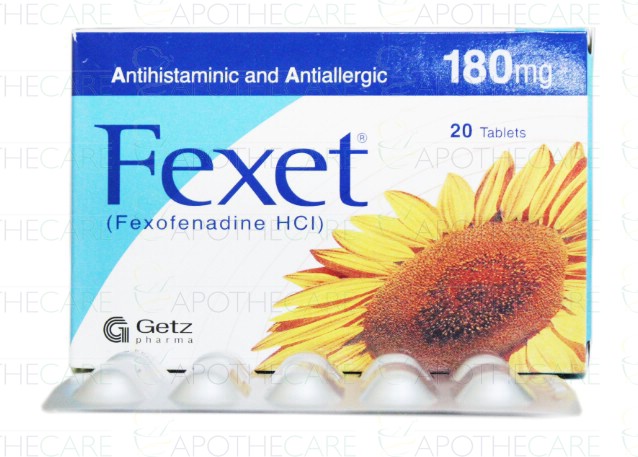 Antihistaminic and Antiallergic 180mg
20 Tablets
Fexet®
(Fexofenadine HCl)
Getz
pharma
APOTHECARE